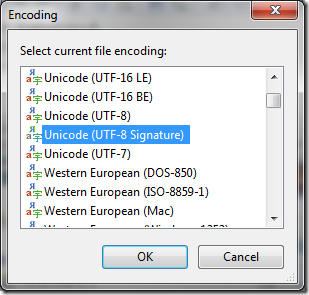 Encoding
Select current file encoding:
Unicode (UTF-16 LE)
Unicode (UTF-16 BE)
Unicode (UTF-8)
Unicode (UTF-8 Signature)
Unicode (UTF-7)
Western European (DOS-850)
Western European (ISO-8859-1)
Western European (Mac)
OK
Cancel